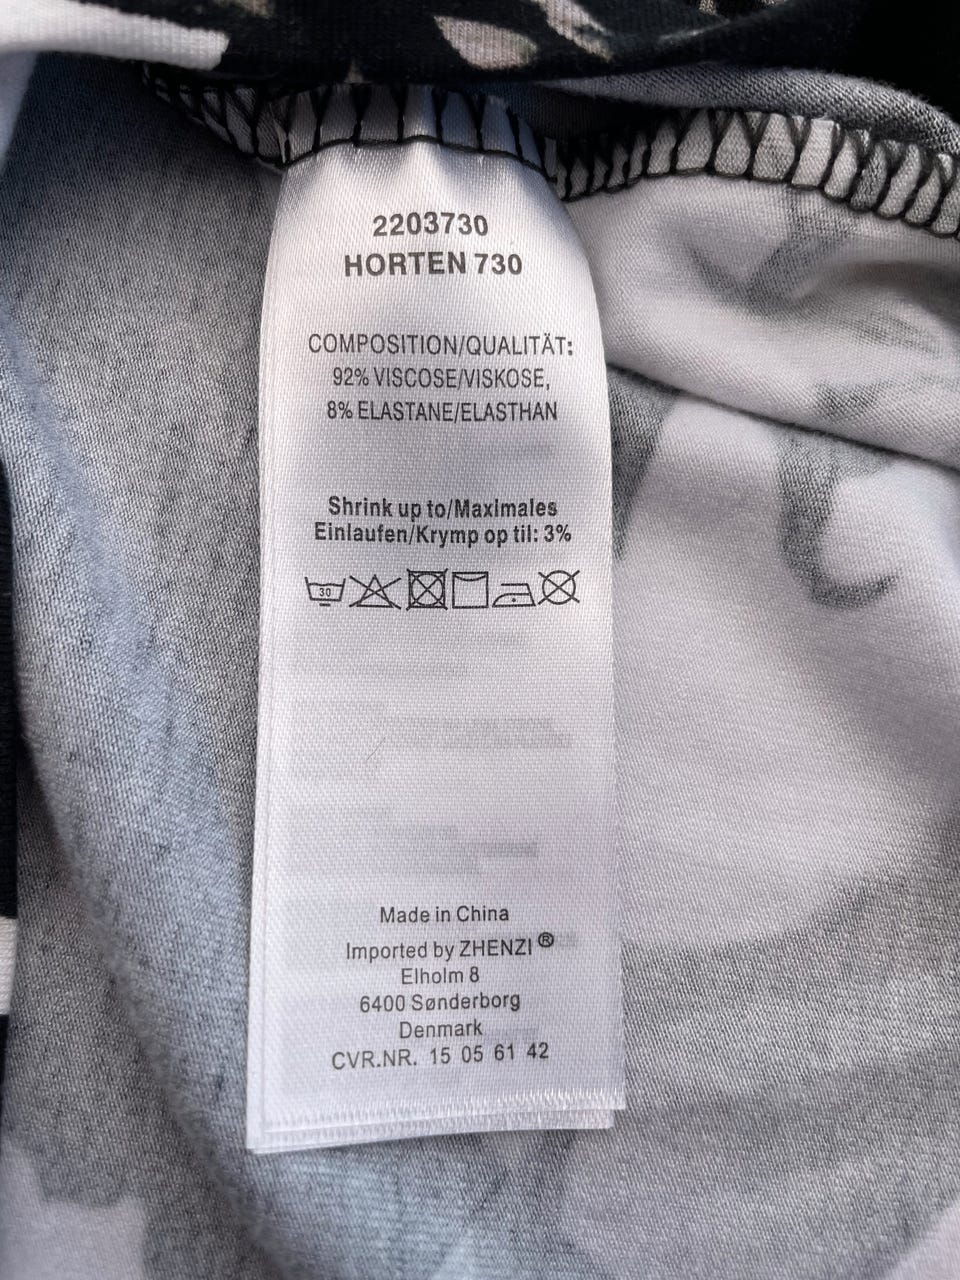 2203730
HORTEN 730
COMPOSITION/QUALITÄT:
92% VISCOSE/VISKOSE,
8% ELASTANE/ELASTHAN
Shrink up to/Maximales
Einlaufen/Krymp op til: 3%
30
Made in China
Imported by ZHENZI ®
Elholm 8
6400 Sønderborg
Denmark
CVR.NR. 15 05 61 42